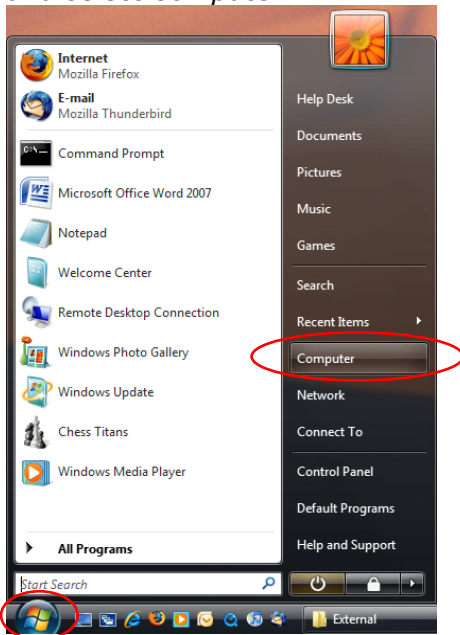 Internet
Mozilla Firefox
E-mail
Mozilla Thunderbird
Command Prompt
Microsoft Office Word 2007
Notepad
Welcome Center
Remote Desktop Connection
Windows Photo Gallery
Windows Update
Chess Titans
Windows Media Player
All Programs
Start Search
Help Desk
Documents
Pictures
Music
Games
Search
Recent Items
Computer
Network
Connect To
Control Panel
Default Programs
Help and Support
External